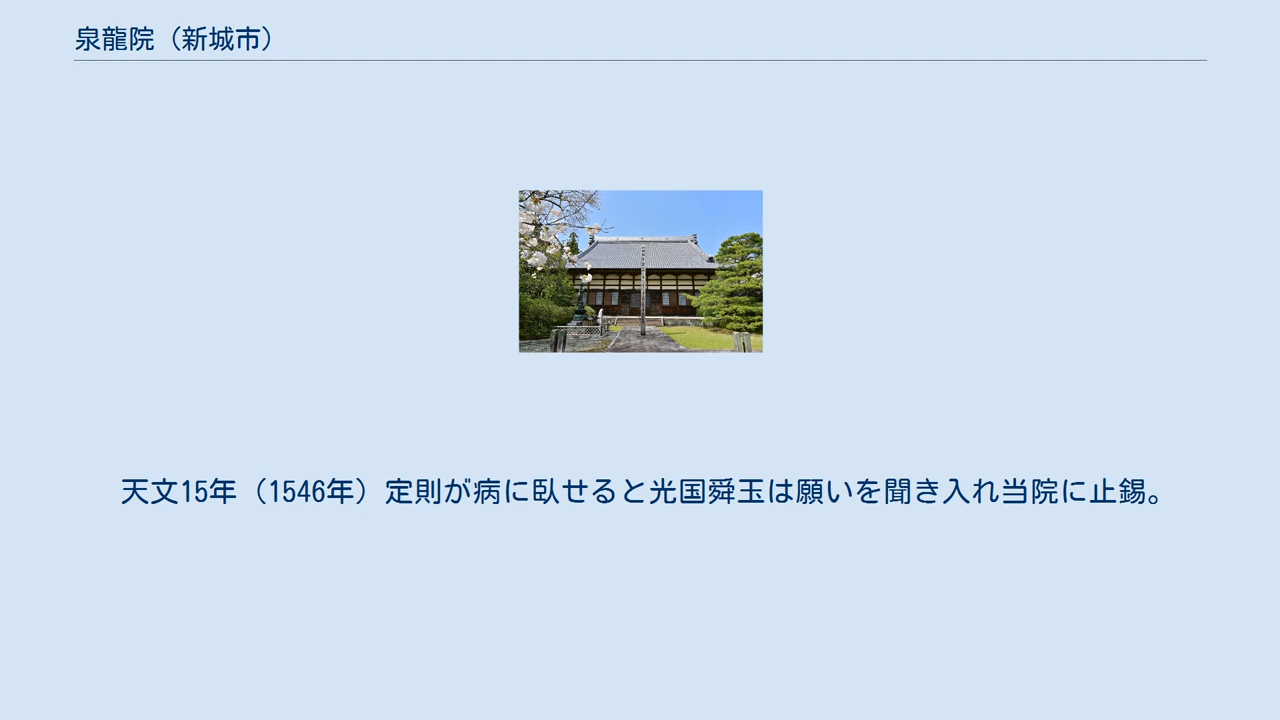 泉龍院（新城市）
天文15年（1546年）定則が病に臥せると光国舜玉は願いを聞き入れ当院に止錫。